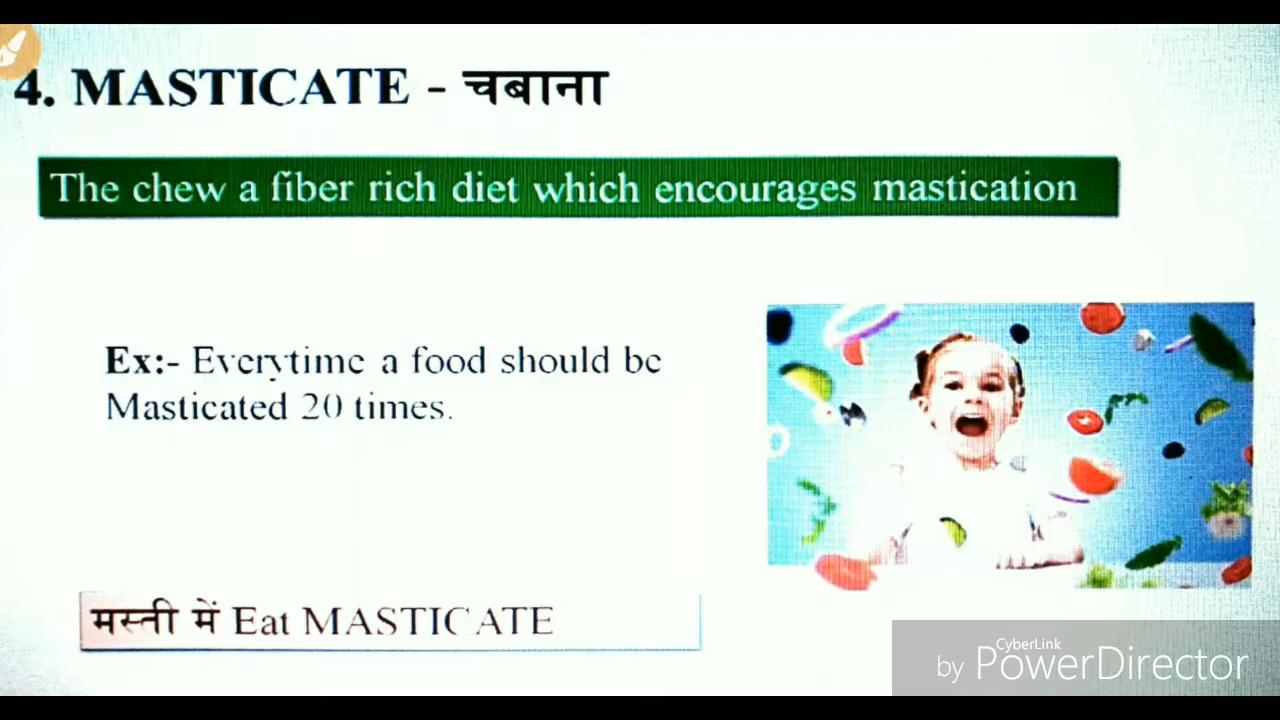 4. MASTICATE - चबाना
The chew a fiber rich diet which encourages mastication
Ex:- Everytime a food should be
Masticated 20 times.
मस्ती में Eat MASTICATE
CyberLink
by PowerDirector